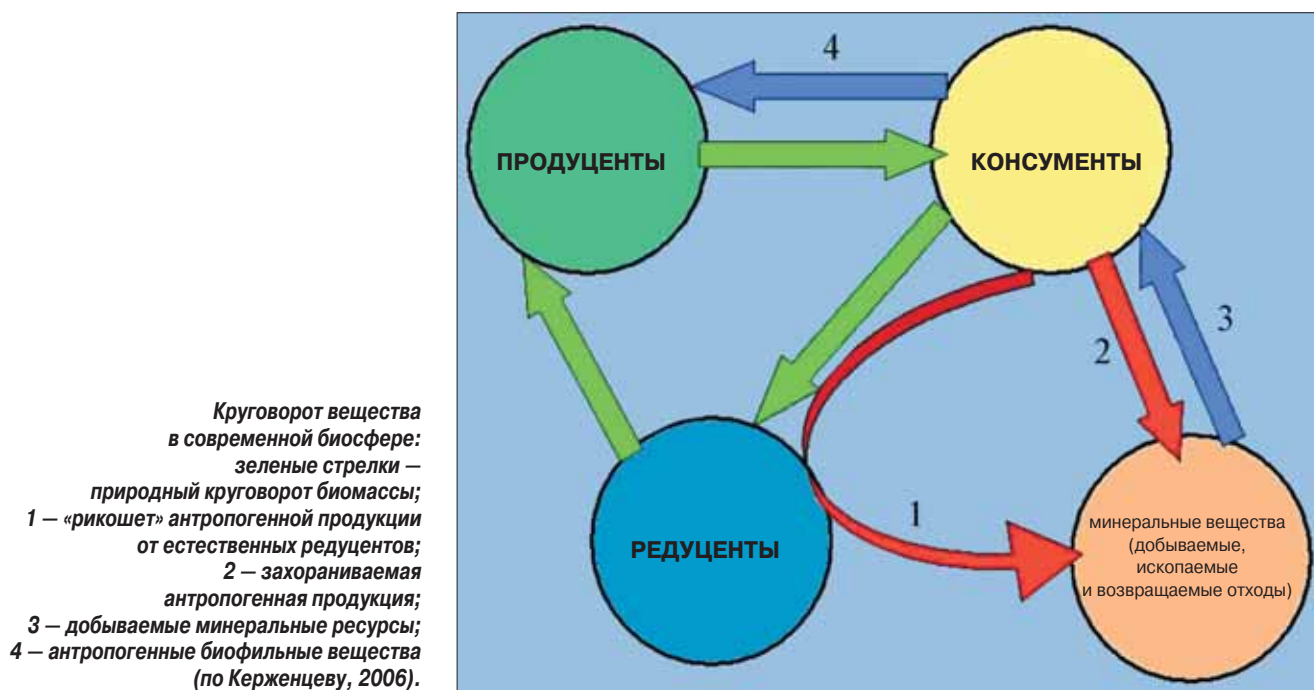 4
ПРОДУЦЕНТЫ
КОНСУМЕНТЫ
3
2
1
РЕДУЦЕНТЫ
минеральные вещества
(добываемые,
ископаемые
и возвращаемые отходы)
Круговорот вещества
в современной биосфере:
зеленые стрелки —
природный круговорот биомассы;
1 — «рикошет» антропогенной продукции
от естественных редуцентов;
2 — захораниваемая
антропогенная продукция;
3 — добываемые минеральные ресурсы;
4 — антропогенные биофильные вещества
(по Керженцеву, 2006).